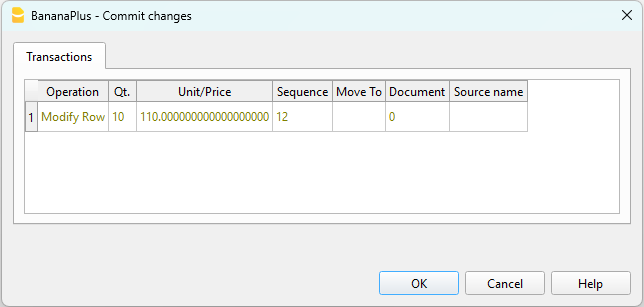 BananaPlus - Commit changes
Transactions
Operation Qt. Unit/Price Sequence Move To Document Source name
1 Modify Row 10 110.000000000000000000 12 0
OK Cancel Help